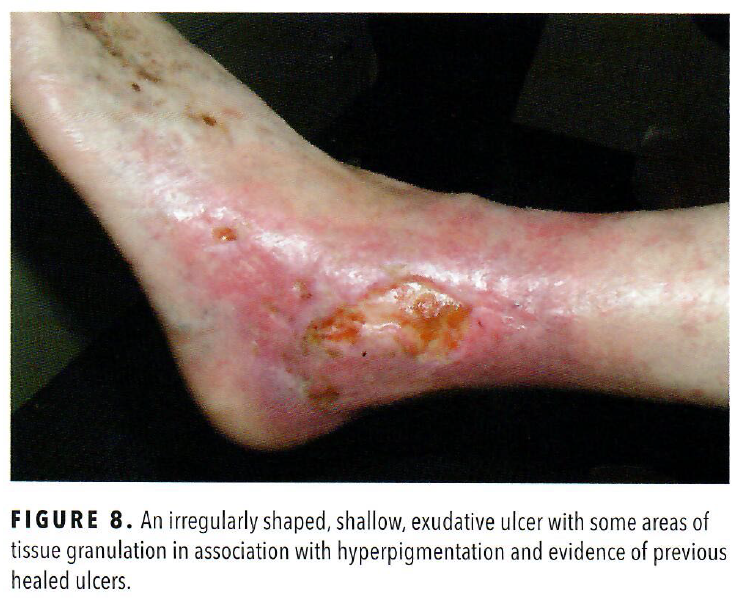 FIGURE 8. An irregularly shaped, shallow, exudative ulcer with some areas of
tissue granulation in association with hyperpigmentation and evidence of previous
healed ulcers.